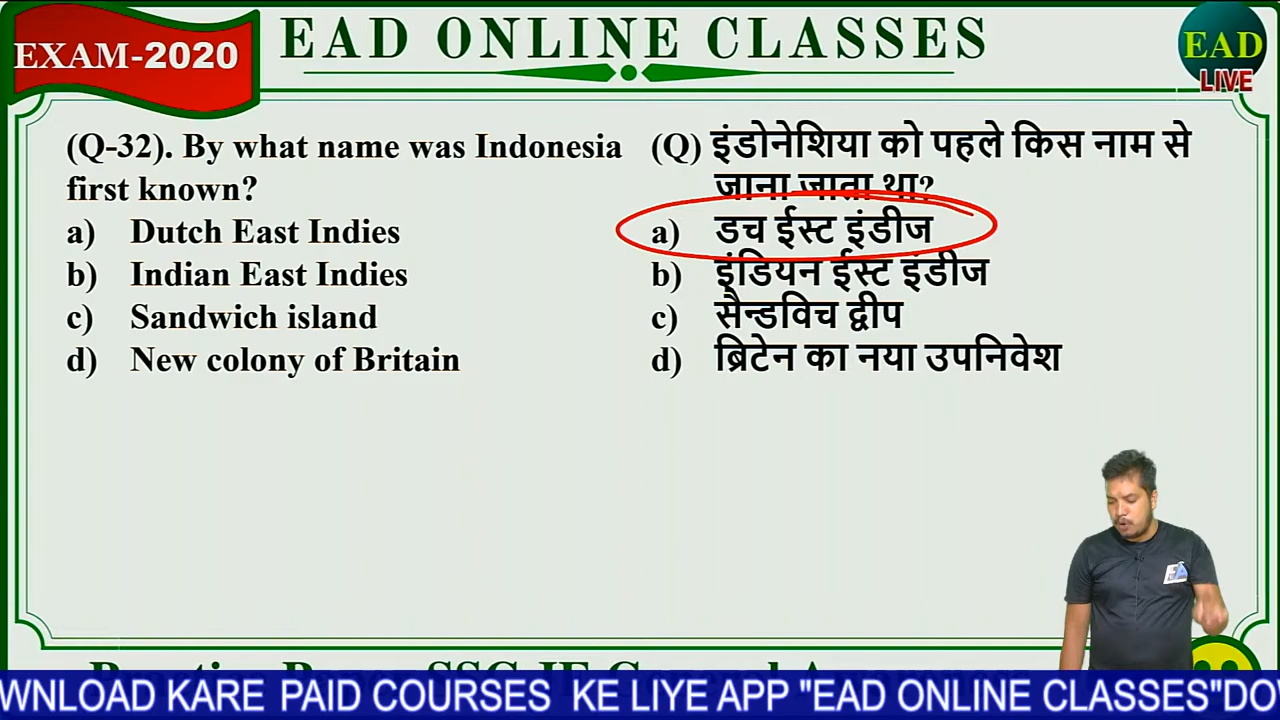 EXAM-2020
EAD ONLINE CLASSES
EAD
LIVE
(Q-32). By what name was Indonesia
first known?
a) Dutch East Indies
b) Indian East Indies
c) Sandwich island
d) New colony of Britain
(Q) इंडोनेशिया को पहले किस नाम से
जाना जाता था?
a) डच ईस्ट इंडीज
b) इंडियन ईस्ट इंडीज
c) सैन्डविच द्वीप
d) ब्रिटेन का नया उपनिवेश
WNLOAD KARE PAID COURSES KE LIYE APP "EAD ONLINE CLASSES"DO